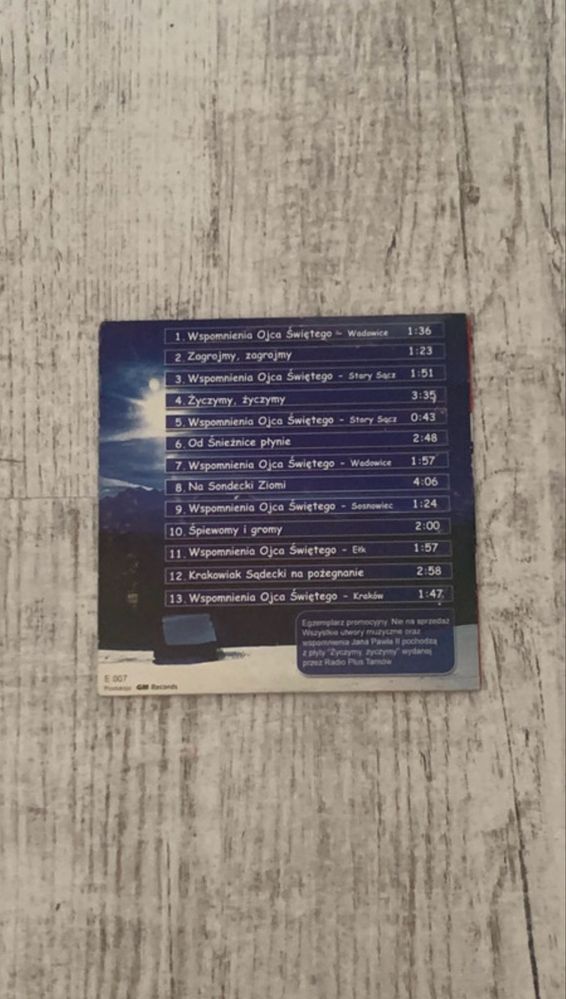 1. Wspomnienia Ojca Świętego - Wadowice 1:36
2. Zagrojmy, zagrojmy 1:23
3. Wspomnienia Ojca Świętego - Stary Sącz 1:51
4. Życzymy, życzymy 3:35
5. Wspomnienia Ojca Świętego - Stary Sącz 0:43
6. Od Śnieżnice płynie 2:48
7. Wspomnienia Ojca Świętego - Wadowice 1:57
8. Na Sondecki Ziomi 4:06
9. Wspomnienia Ojca Świętego - Sosnowiec 1:24
10. Śpiewomy i gromy 2:00
11. Wspomnienia Ojca Świętego - Ełk 1:57
12. Krakowiak Sądecki na pożegnanie 2:58
13. Wspomnienia Ojca Świętego - Kraków 1:47
Egzemplarz promocyjny. Nie na sprzedaż
Wszystkie utwory muzyczne oraz
wspomnienia Jana Pawła II pochodzą
z płyty "Życzymy, życzymy" wydanej
przez Radio Plus Tarnów
E 007
Produkcja: GM Records